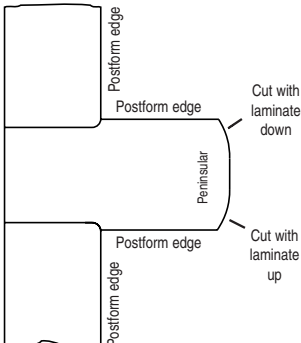 Postform edge
Postform edge
Cut with
laminate
down
Peninsular
Postform edge
Cut with
laminate
up
Postform edge